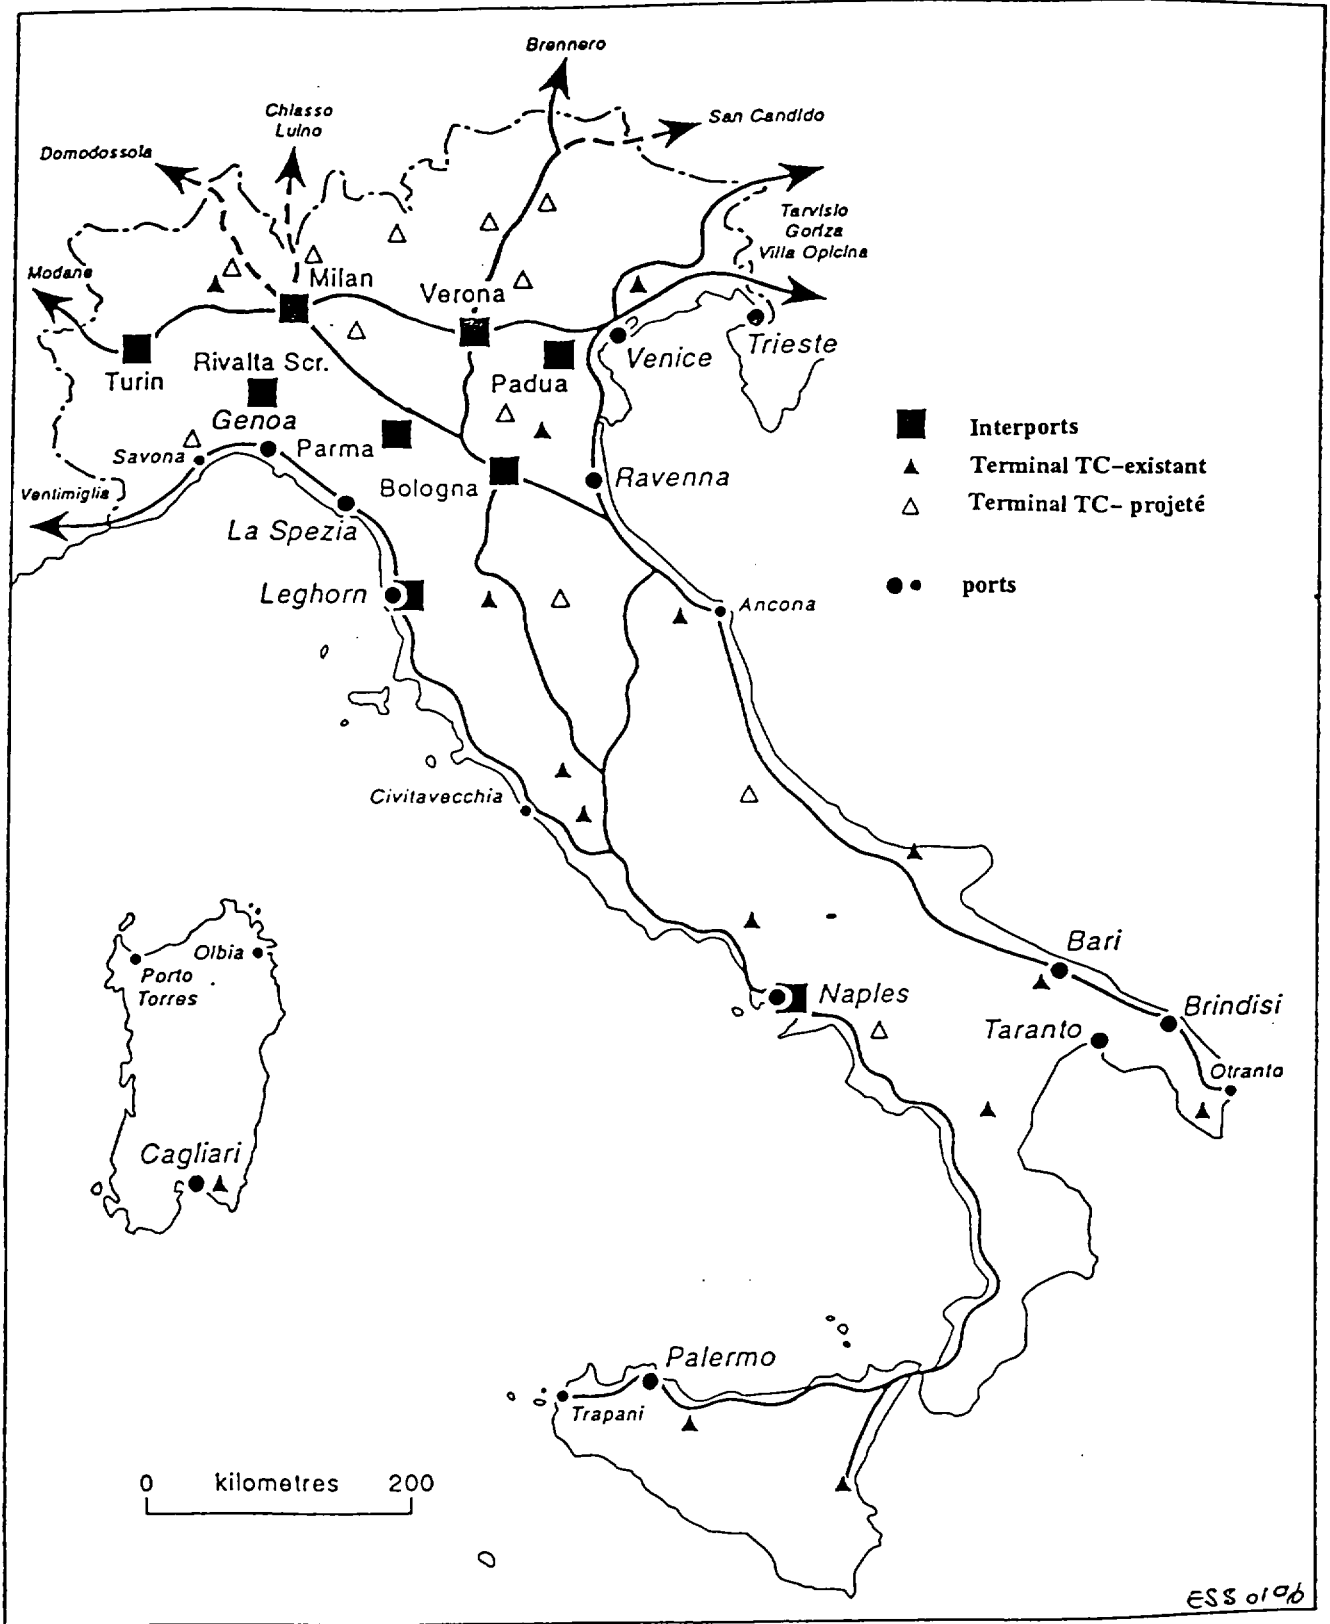 Brennero
Chiasso
Luino
San Candido
Domodossola
Tarvisio
Goriza
Villa Opicina
Modane
Milan
Verona
Venice
Trieste
Turin
Rivalta Scr.
Padua
Genoa
Savona
Parma
Bologna
Ravenna
Ventimiglia
La Spezia
Leghorn
Ancona
Interports
Terminal TC-existant
Terminal TC- projeté
ports
Civitavecchia
Olbia
Porto
Torres
Bari
Naples
Brindisi
Taranto
Otranto
Cagliari
Palermo
Trapani
0 kilometres 200